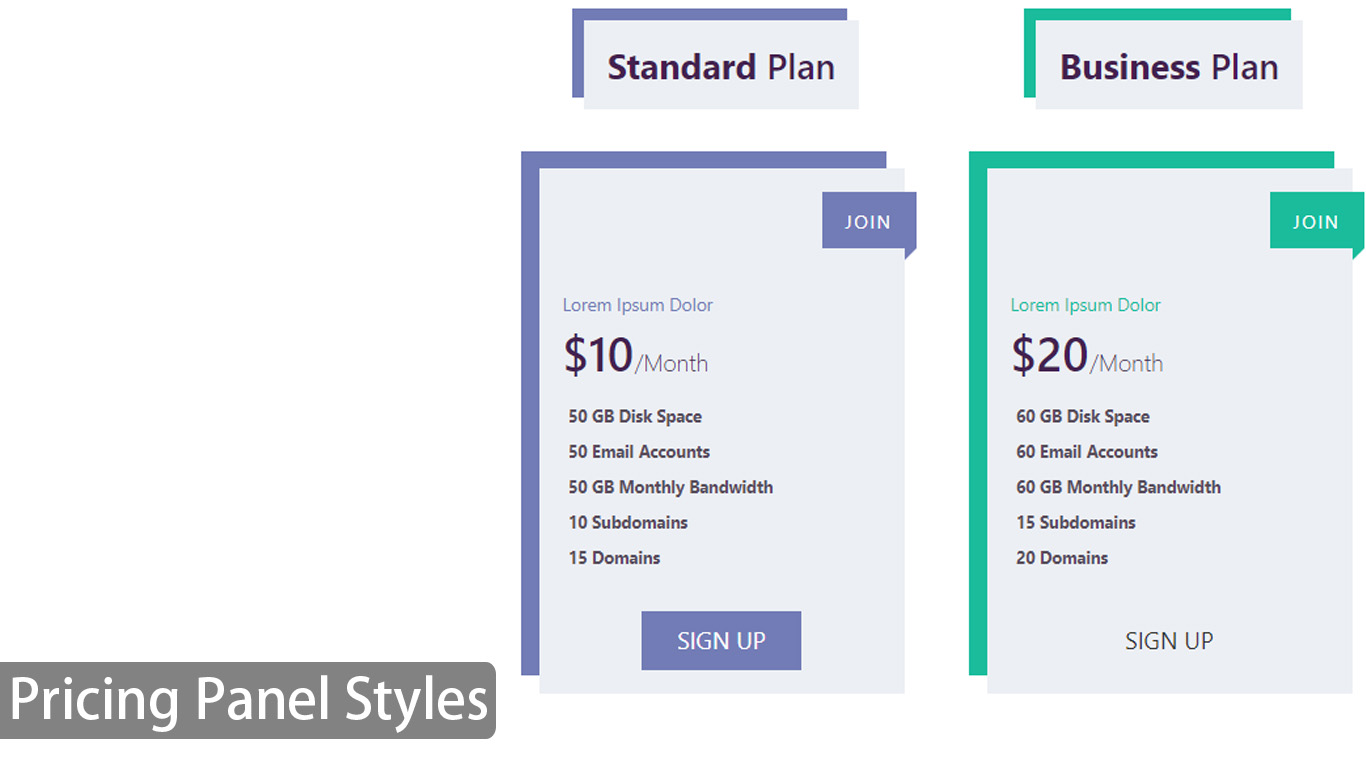 Standard Plan
JOIN
Lorem Ipsum Dolor
$10/Month
50 GB Disk Space
50 Email Accounts
50 GB Monthly Bandwidth
10 Subdomains
15 Domains
SIGN UP
Business Plan
JOIN
Lorem Ipsum Dolor
$20/Month
60 GB Disk Space
60 Email Accounts
60 GB Monthly Bandwidth
15 Subdomains
20 Domains
SIGN UP
Pricing Panel Styles